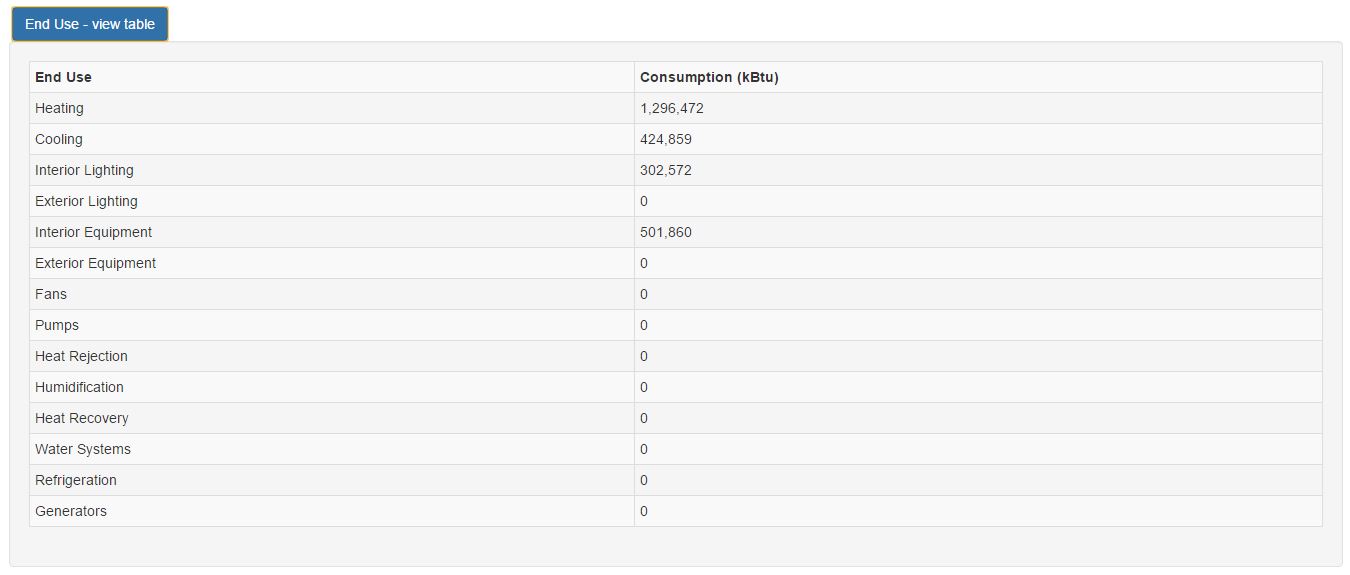 End Use - view table
End Use Consumption (kBtu)
Heating 1,296,472
Cooling 424,859
Interior Lighting 302,572
Exterior Lighting 0
Interior Equipment 501,860
Exterior Equipment 0
Fans 0
Pumps 0
Heat Rejection 0
Humidification 0
Heat Recovery 0
Water Systems 0
Refrigeration 0
Generators 0